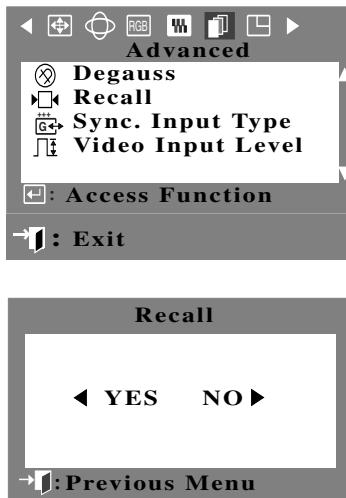 RGB
Advanced
Degauss
Recall
G Sync. Input Type
Video Input Level
: Access Function
: Exit
Recall
YES NO
:Previous Menu